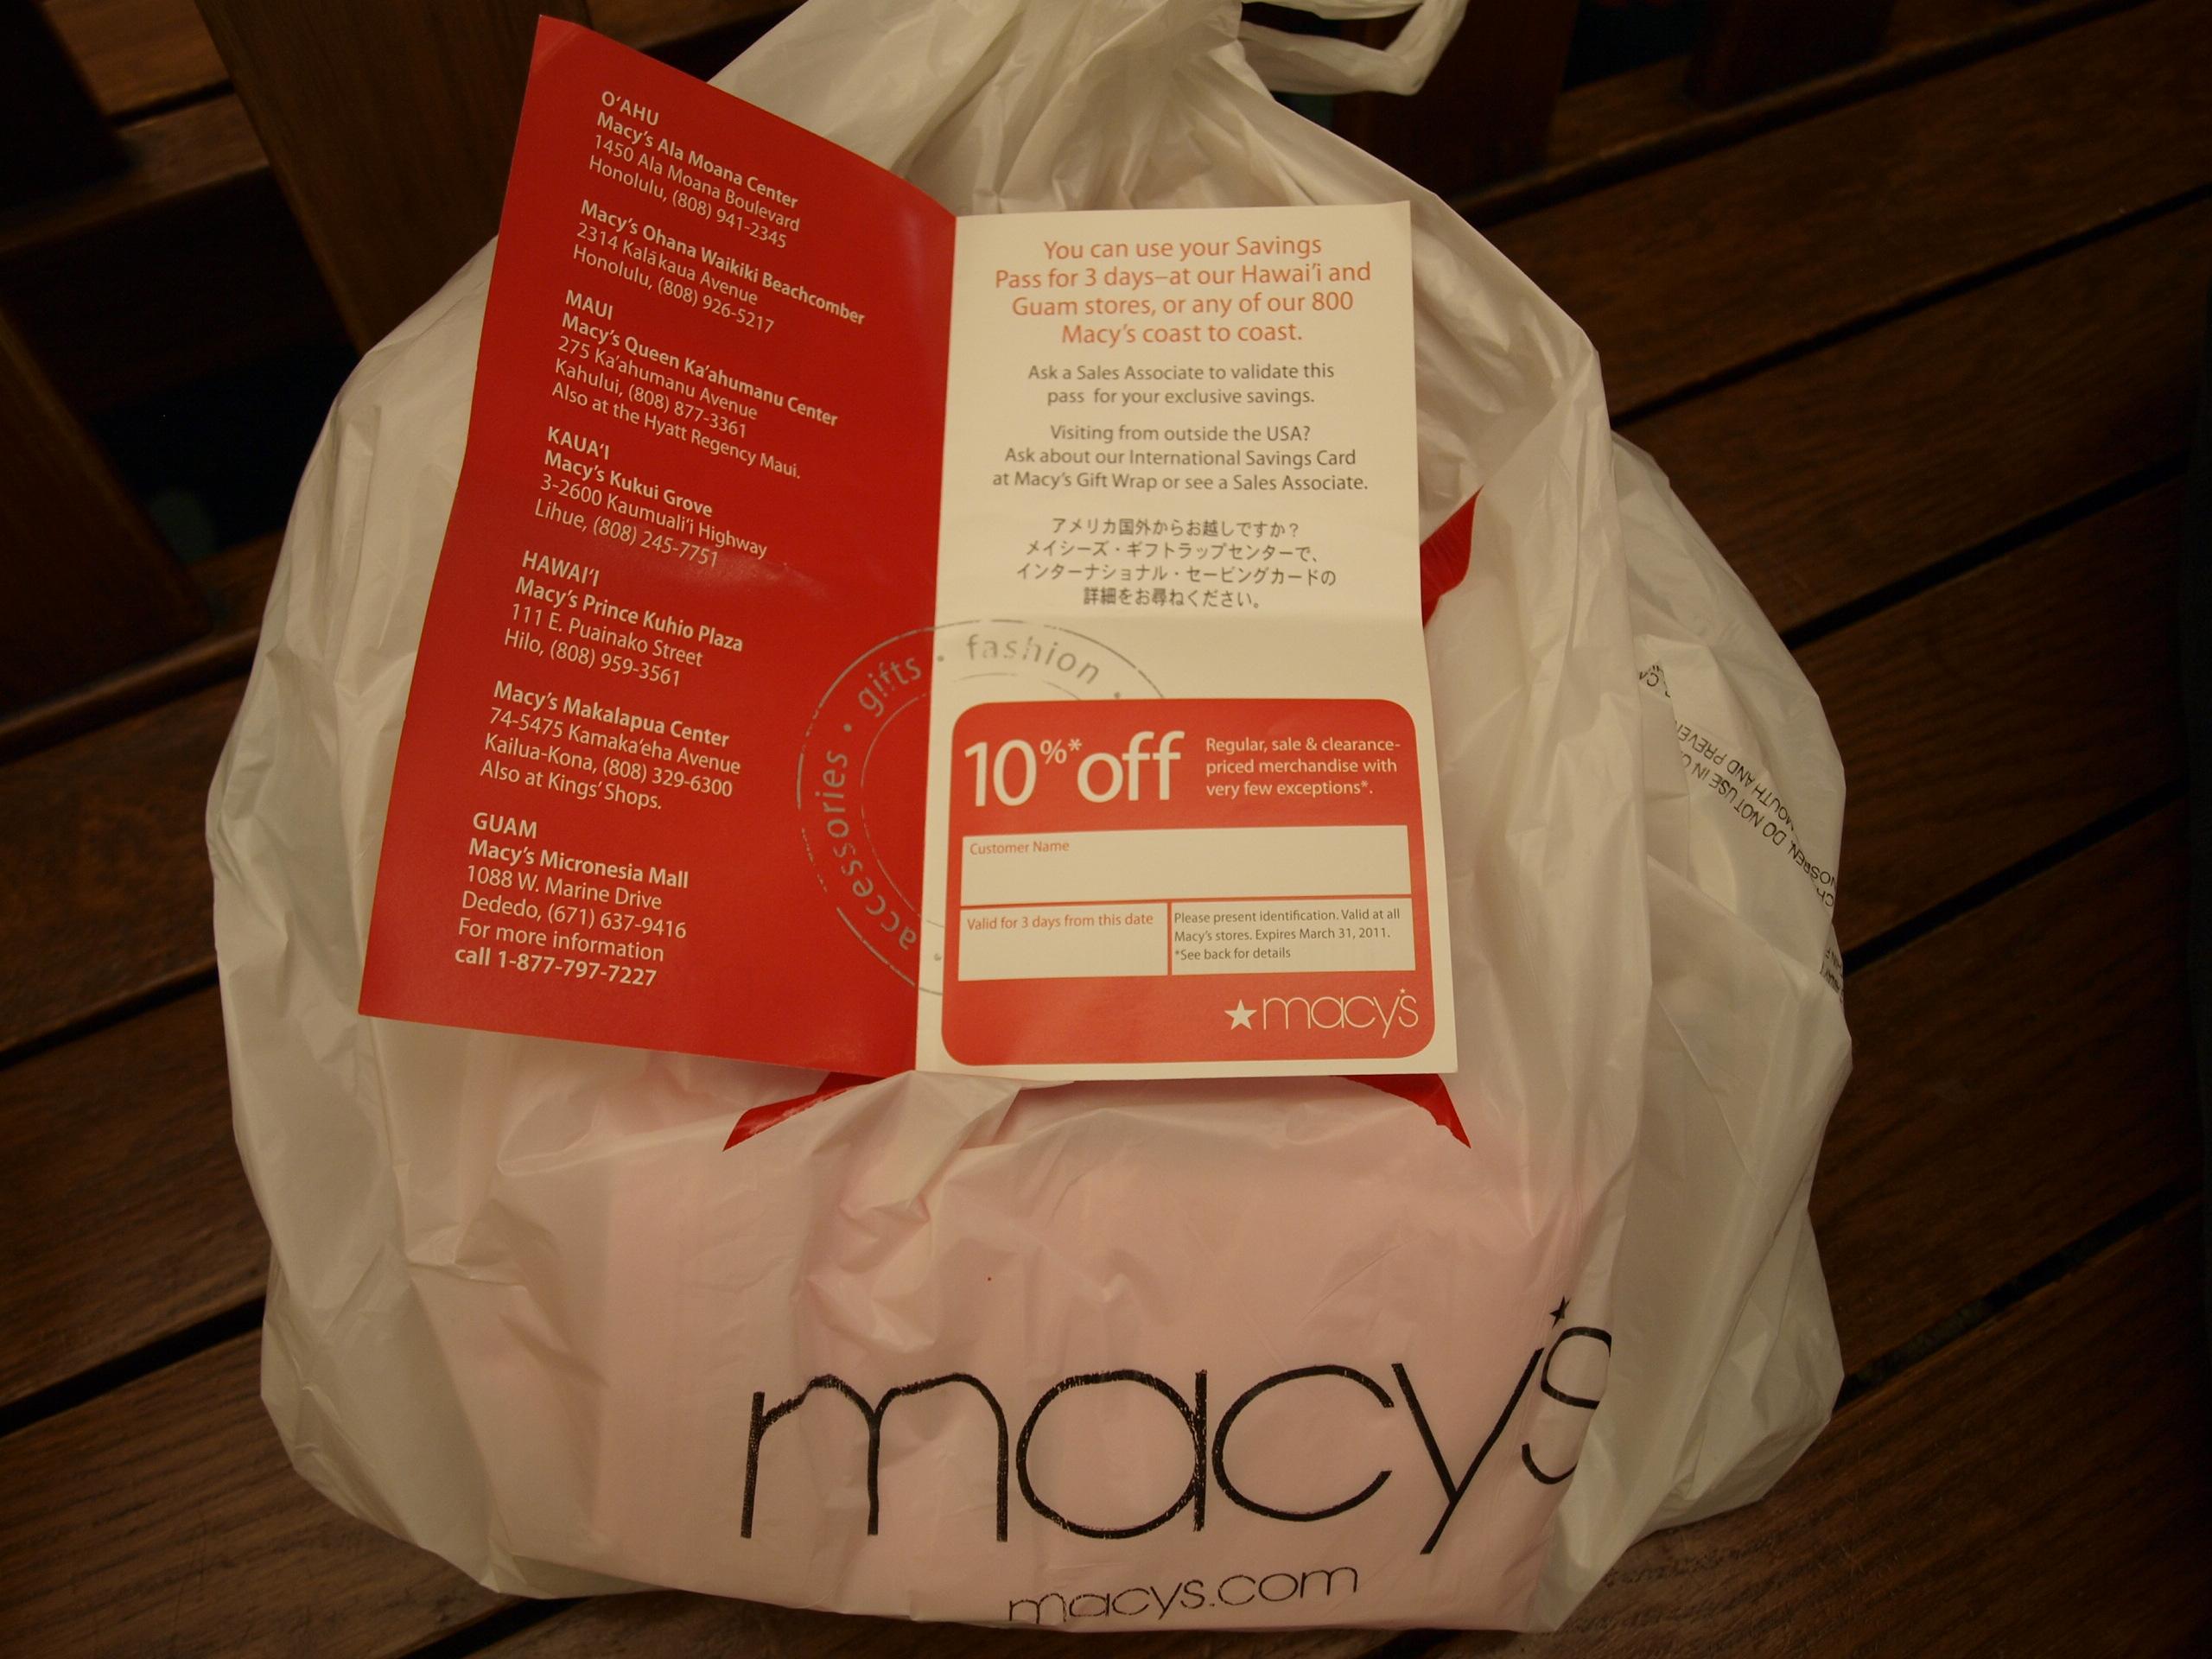 O'AHU
Macy's Ala Moana Center
1450 Ala Moana Boulevard
Honolulu, (808) 941-2345
Macy's Ohana Waikiki Beachcomber
2314 Kalākaua Avenue
Honolulu, (808) 926-5217
MAUI
Macy's Queen Ka'ahumanu Center
275 Ka'ahumanu Avenue
Kahului, (808) 877-3361
Also at the Hyatt Regency Maui.
KAUA'I
Macy's Kukui Grove
3-2600 Kaumuali'i Highway
Lihue, (808) 245-7751
HAWAI'I
Macy's Prince Kuhio Plaza
111 E. Puainako Street
Hilo, (808) 959-3561
Macy's Makalapua Center
74-5475 Kamaka'eha Avenue
Kailua-Kona, (808) 329-6300
Also at Kings' Shops.
GUAM
Macy's Micronesia Mall
1088 W. Marine Drive
Dededo, (671) 637-9416
For more information
call 1-877-797-7227
accessories • gifts • fashion •
You can use your Savings
Pass for 3 days–at our Hawai'i and
Guam stores, or any of our 800
Macy's coast to coast.
Ask a Sales Associate to validate this
pass for your exclusive savings.
Visiting from outside the USA?
Ask about our International Savings Card
at Macy's Gift Wrap or see a Sales Associate.
アメリカ国外からお越しですか？
メイシーズ・ギフトラップセンターで、
インターナショナル・セービングカードの
詳細をお尋ねください。
10%*off
Regular, sale & clearance-
priced merchandise with
very few exceptions*.
Customer Name
Valid for 3 days from this date
Please present identification. Valid at all
Macy's stores. Expires March 31, 2011.
*See back for details
★macy's
DO NOT USE IN
MOUTH AND
macy's
macys.com